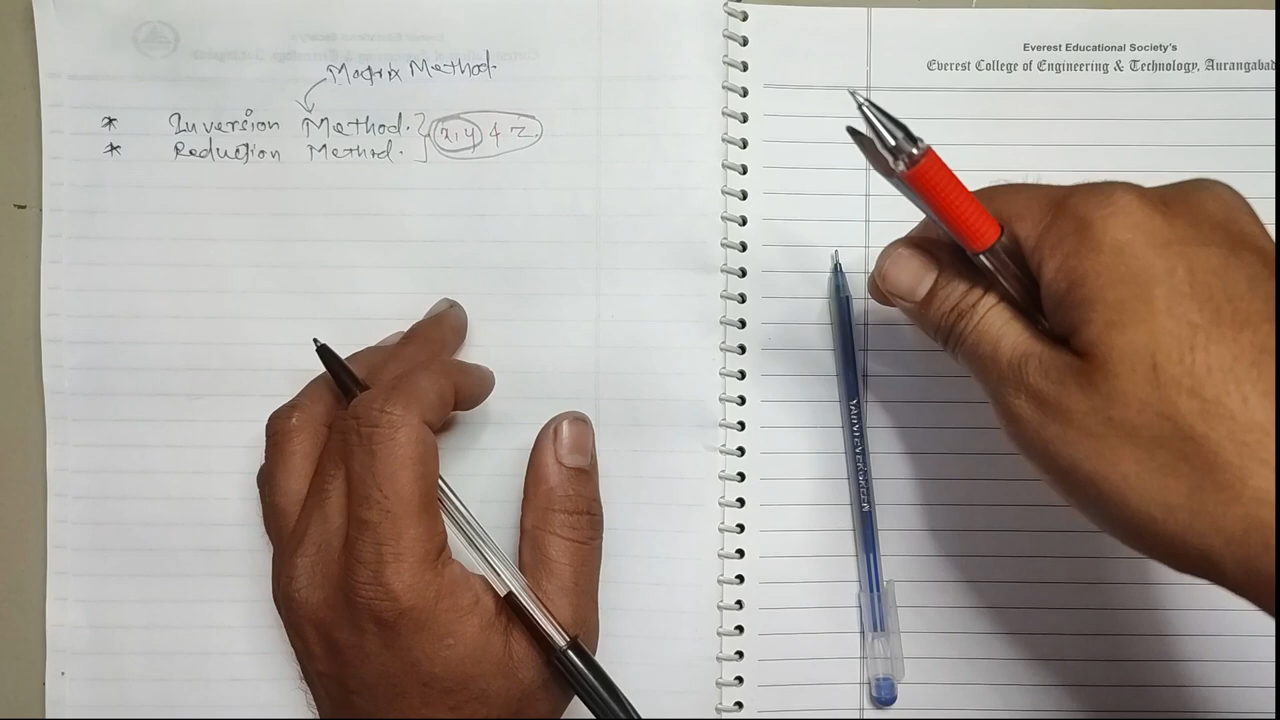 Matrix Method.
* Inversion Method. } x, y & z.
* Reduction Method.
Everest Educational Society's
Everest College of Engineering & Technology, Aurangabad